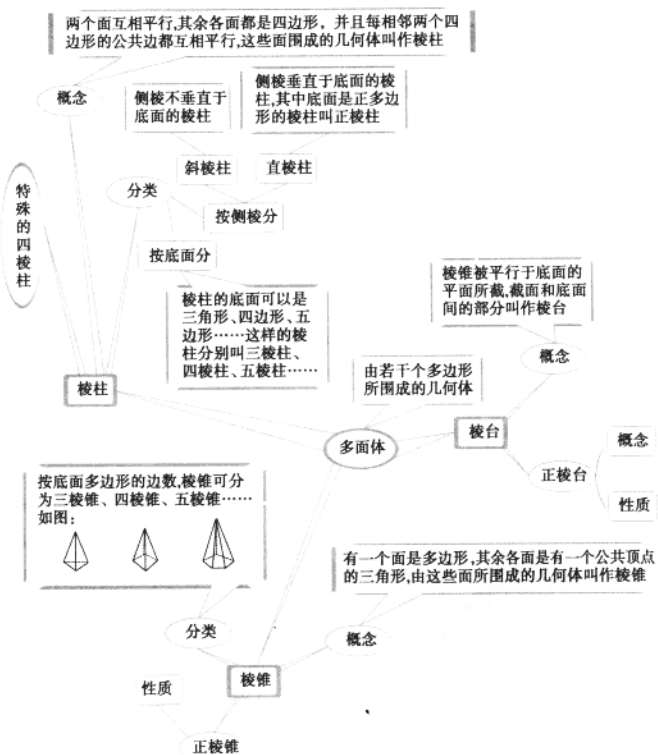 两个面互相平行,其余各面都是四边形，并且每相邻两个四
边形的公共边都互相平行,这些面围成的几何体叫作棱柱
概念
侧棱不垂直于
底面的棱柱
侧棱垂直于底面的棱
柱,其中底面是正多边
形的棱柱叫正棱柱
斜棱柱
直棱柱
分类
按侧棱分
特
殊
的
四
棱
柱
按底面分
棱柱的底面可以是
三角形、四边形、五
边形……这样的棱
柱分别叫三棱柱、
四棱柱、五棱柱……
棱柱
棱锥被平行于底面的
平面所截,截面和底面
间的部分叫作棱台
概念
由若干个多边形
所围成的几何体
多面体
棱台
概念
正棱台
性质
按底面多边形的边数,棱锥可分
为三棱锥、四棱锥、五棱锥……
如图：
有一个面是多边形,其余各面是有一个公共顶点
的三角形,由这些面所围成的几何体叫作棱锥
分类
概念
棱锥
性质
正棱锥